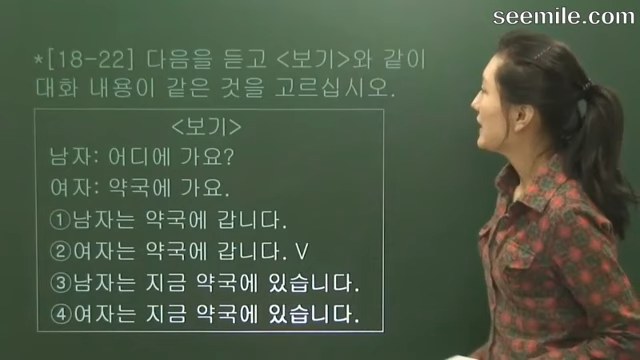 seemile.com
*[18-22] 다음을 듣고 <보기>와 같이
대화 내용이 같은 것을 고르십시오.
<보기>
남자: 어디에 가요?
여자: 약국에 가요.
①남자는 약국에 갑니다.
②여자는 약국에 갑니다. V
③남자는 지금 약국에 있습니다.
④여자는 지금 약국에 있습니다.